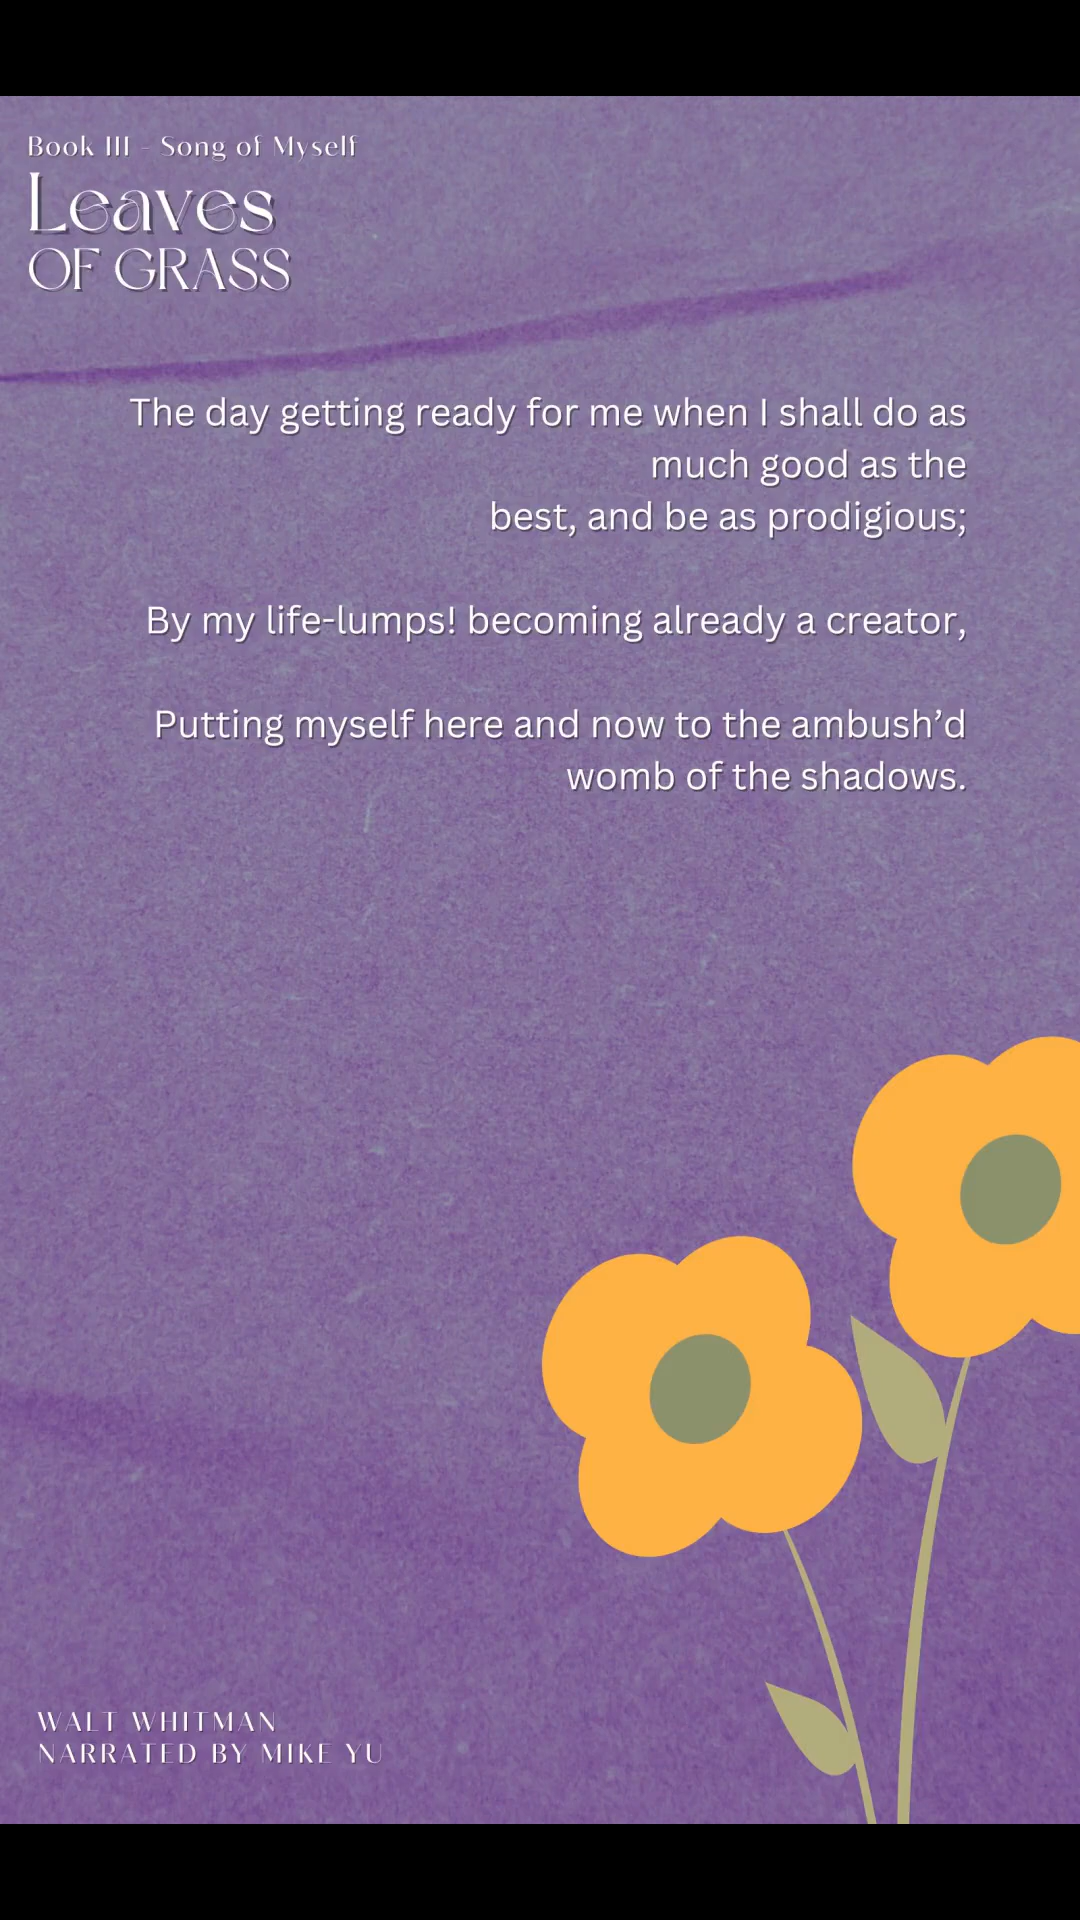 Book III - Song of Myself
Leaves
OF GRASS
The day getting ready for me when I shall do as
much good as the
best, and be as prodigious;
By my life-lumps! becoming already a creator,
Putting myself here and now to the ambush’d
womb of the shadows.
WALT WHITMAN
NARRATED BY MIKE YU